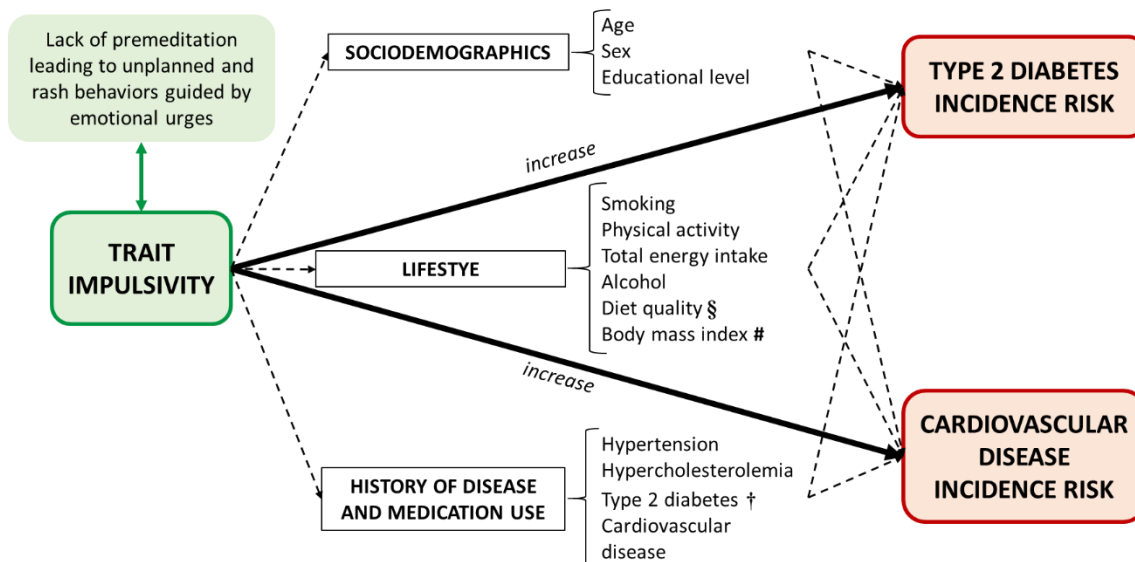 Lack of premeditation
leading to unplanned and
rash behaviors guided by
emotional urges
TRAIT
IMPULSIVITY
SOCIODEMOGRAPHICS
Age
Sex
Educational level
increase
LIFESTYE
Smoking
Physical activity
Total energy intake
Alcohol
Diet quality §
Body mass index #
increase
HISTORY OF DISEASE
AND MEDICATION USE
Hypertension
Hypercholesterolemia
Type 2 diabetes †
Cardiovascular
disease
TYPE 2 DIABETES
INCIDENCE RISK
CARDIOVASCULAR
DISEASE
INCIDENCE RISK